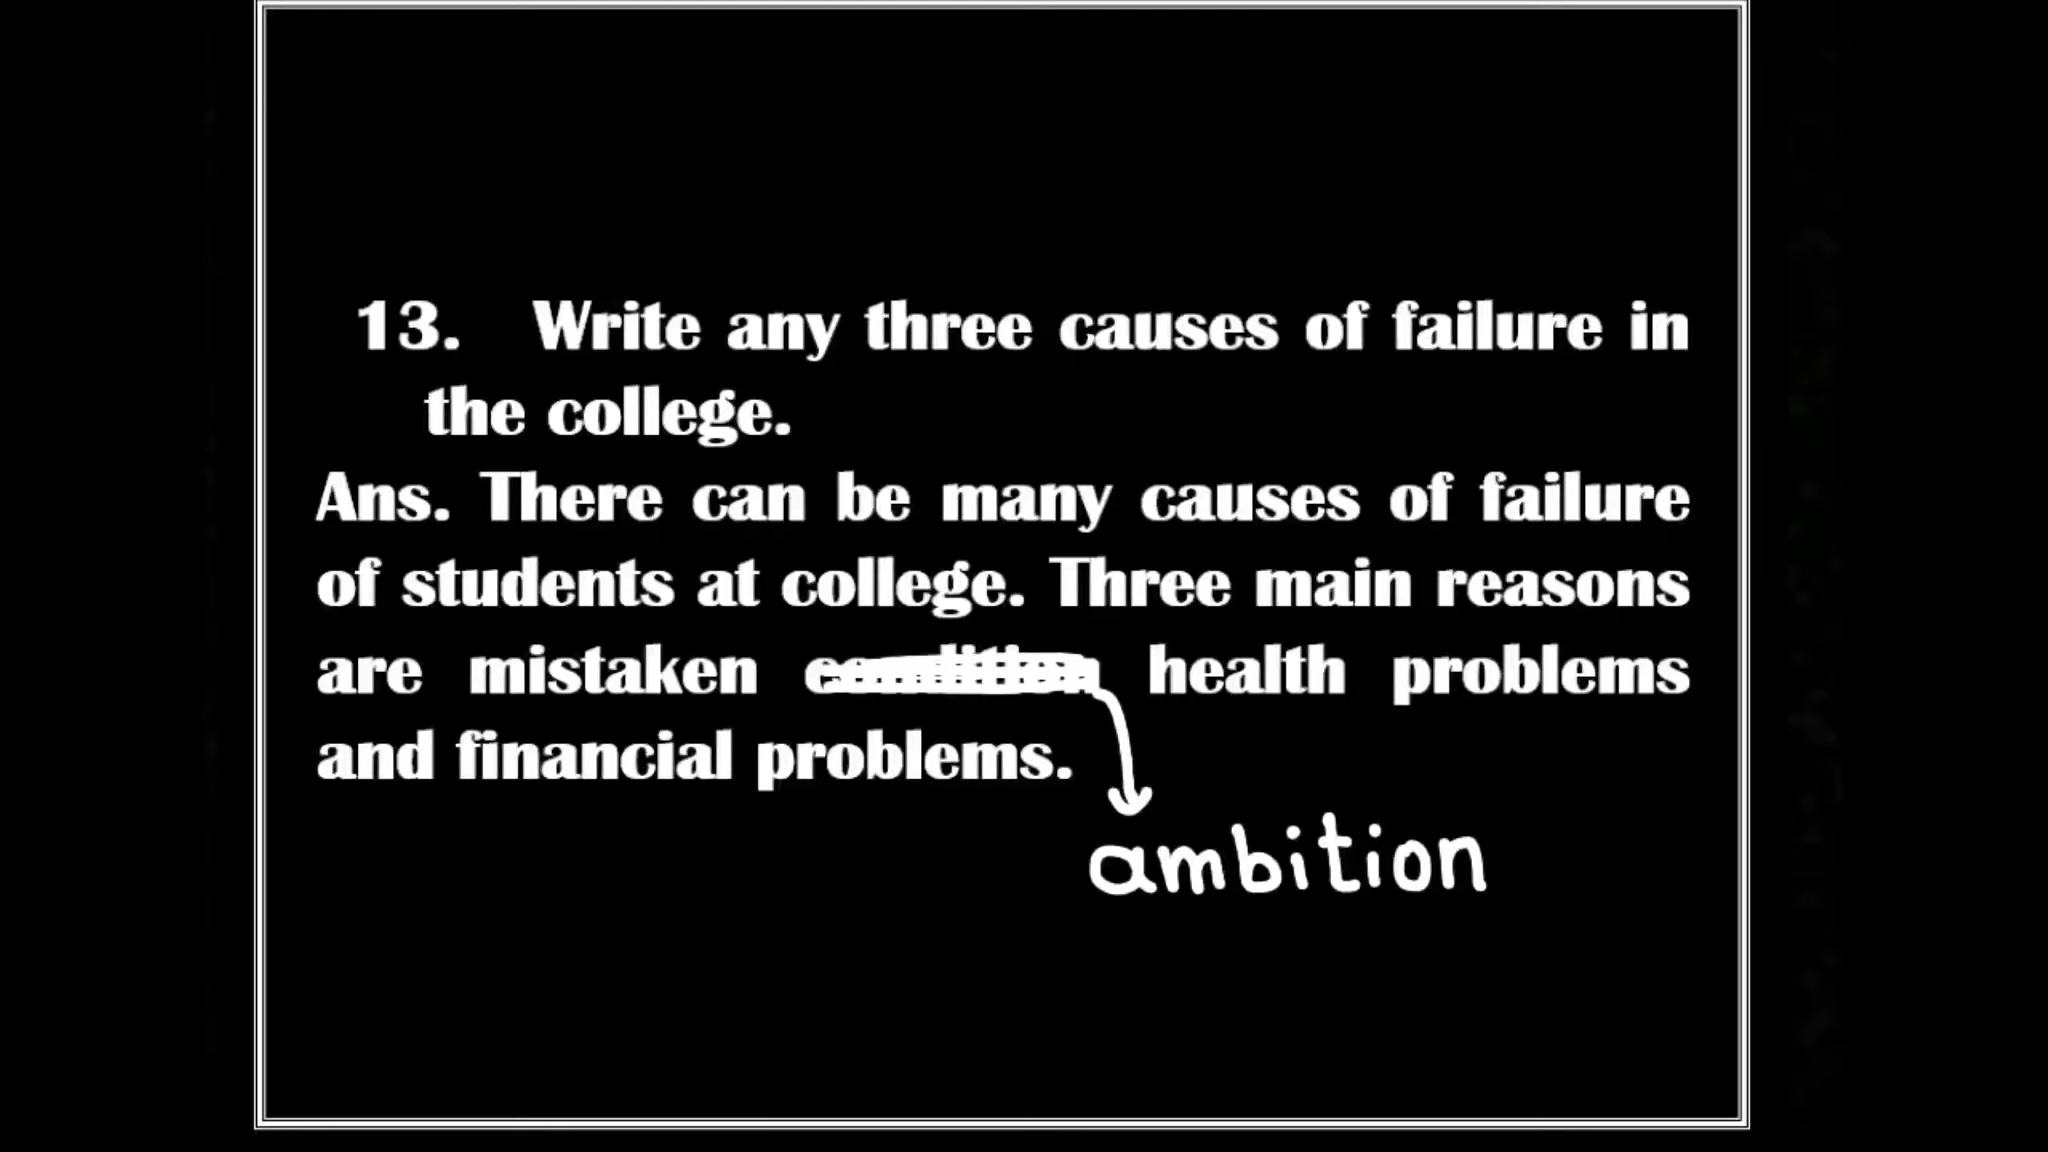 13. Write any three causes of failure in
the college.
Ans. There can be many causes of failure
of students at college. Three main reasons
are mistaken condition health problems
and financial problems.
ambition